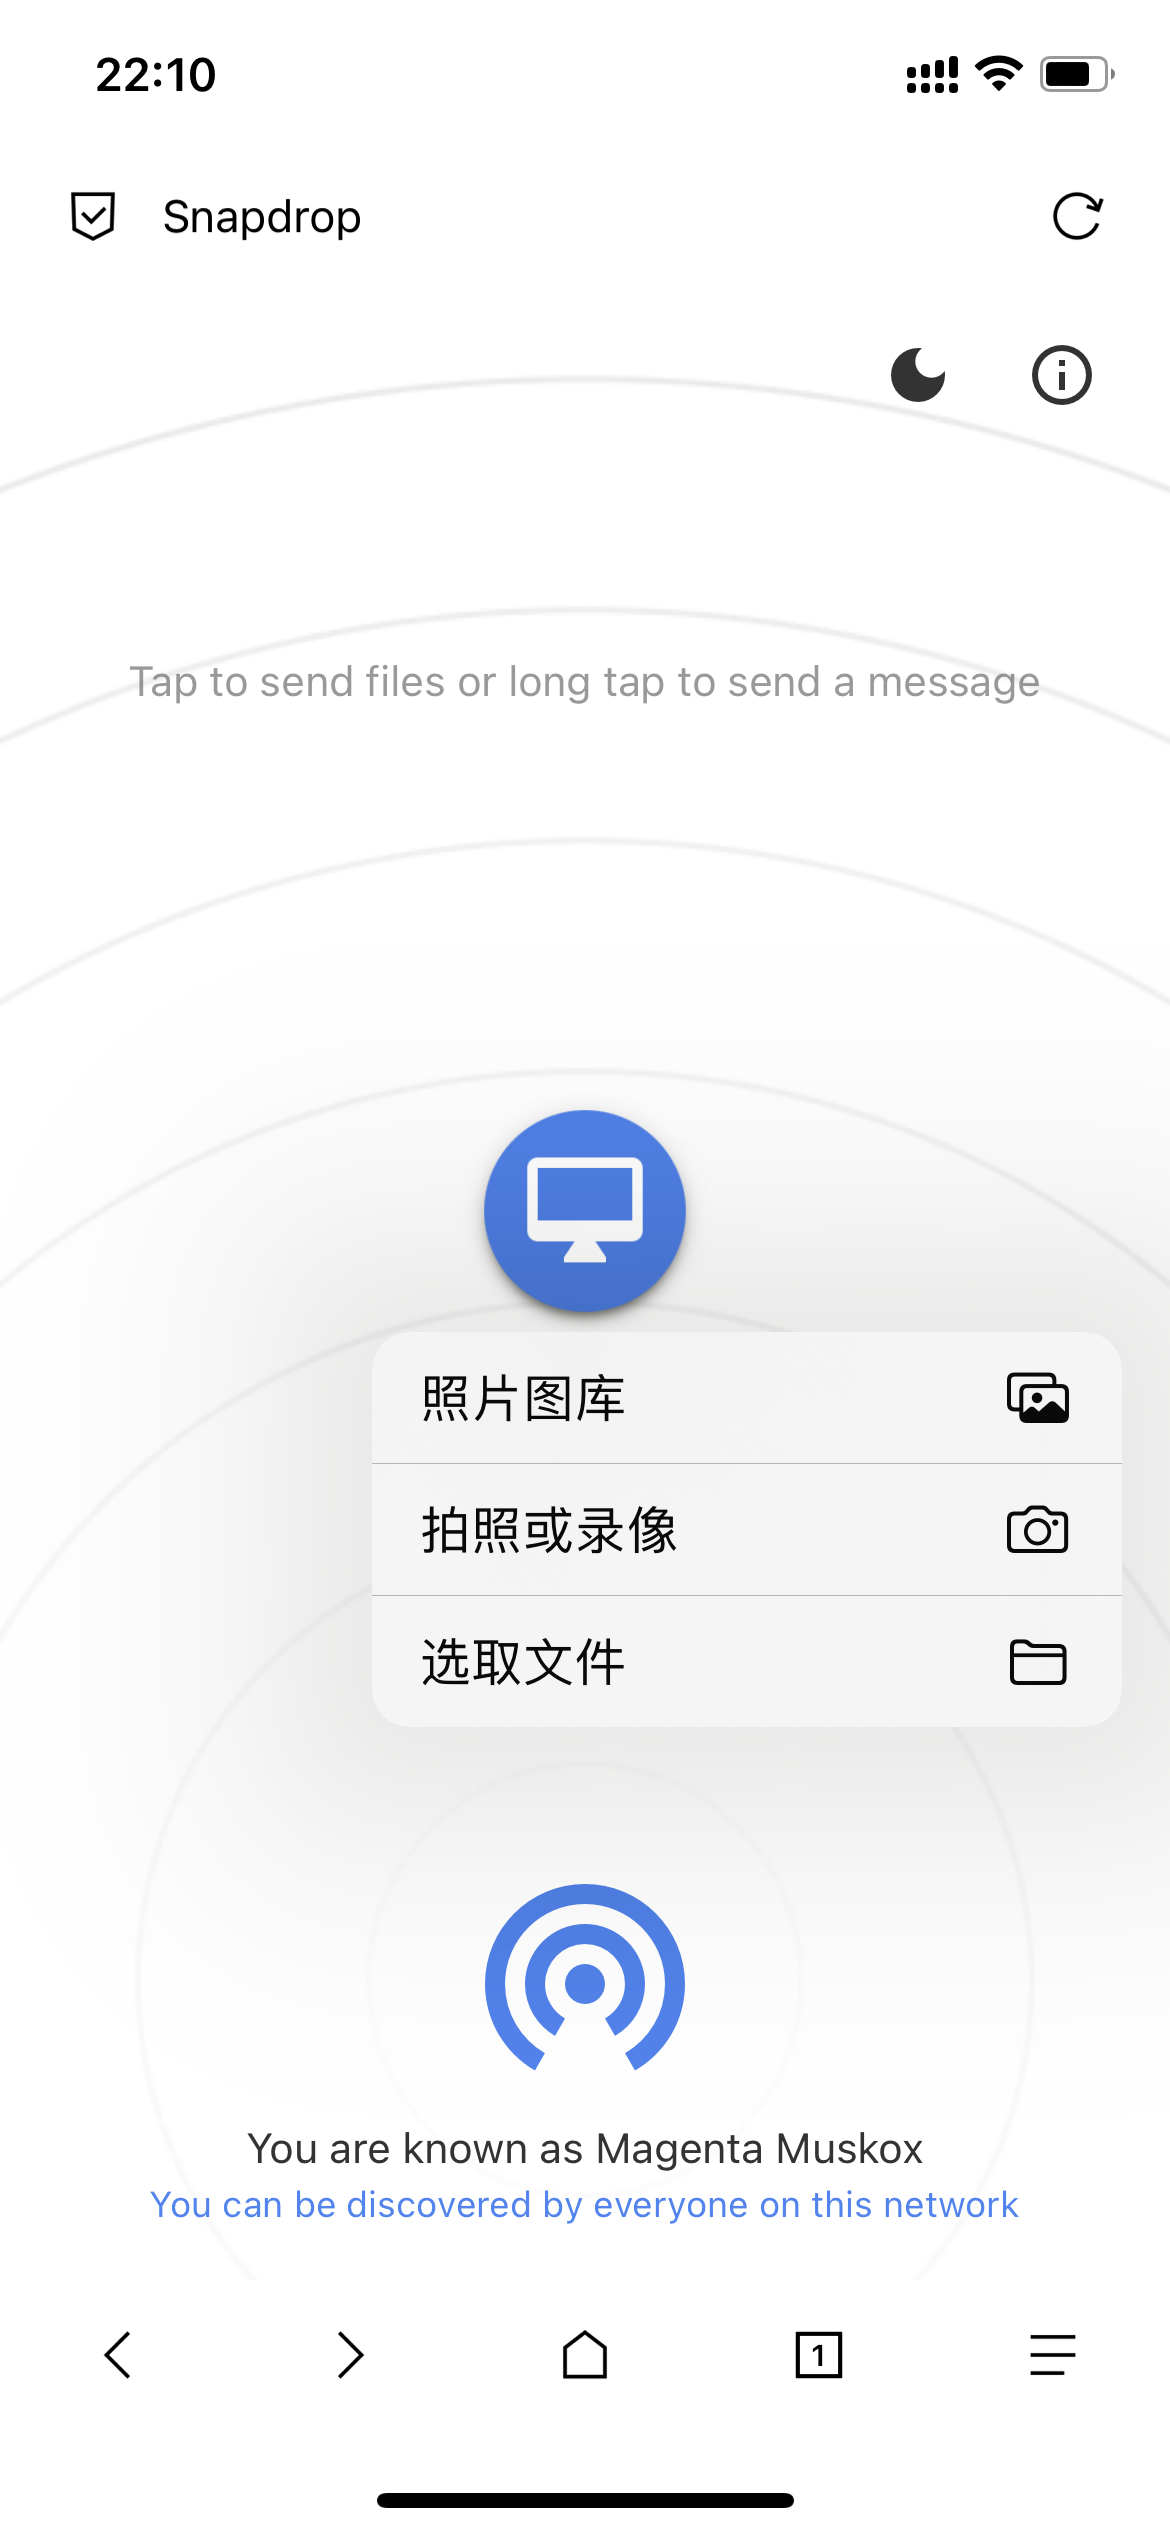 22:10
Snapdrop
Tap to send files or long tap to send a message
照片图库
拍照或录像
选取文件
You are known as Magenta Muskox
You can be discovered by everyone on this network
1